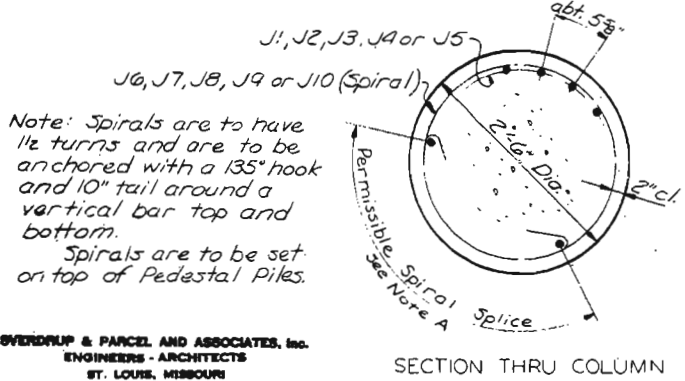 abt. 5⅝"
J1, J2, J3, J4 or J5
J6, J7, J8, J9 or J10 (Spiral)
Note: Spirals are to have
1½ turns and are to be
anchored with a 135° hook
and 10" tail around a
vertical bar top and
bottom.
Spirals are to be set
on top of Pedestal Piles.
2'-6" Dia.
2" cl.
Permissible Spiral Splice
see Note A
SVERDRUP & PARCEL AND ASSOCIATES, Inc.
ENGINEERS - ARCHITECTS
ST. LOUIS, MISSOURI
SECTION THRU COLUMN